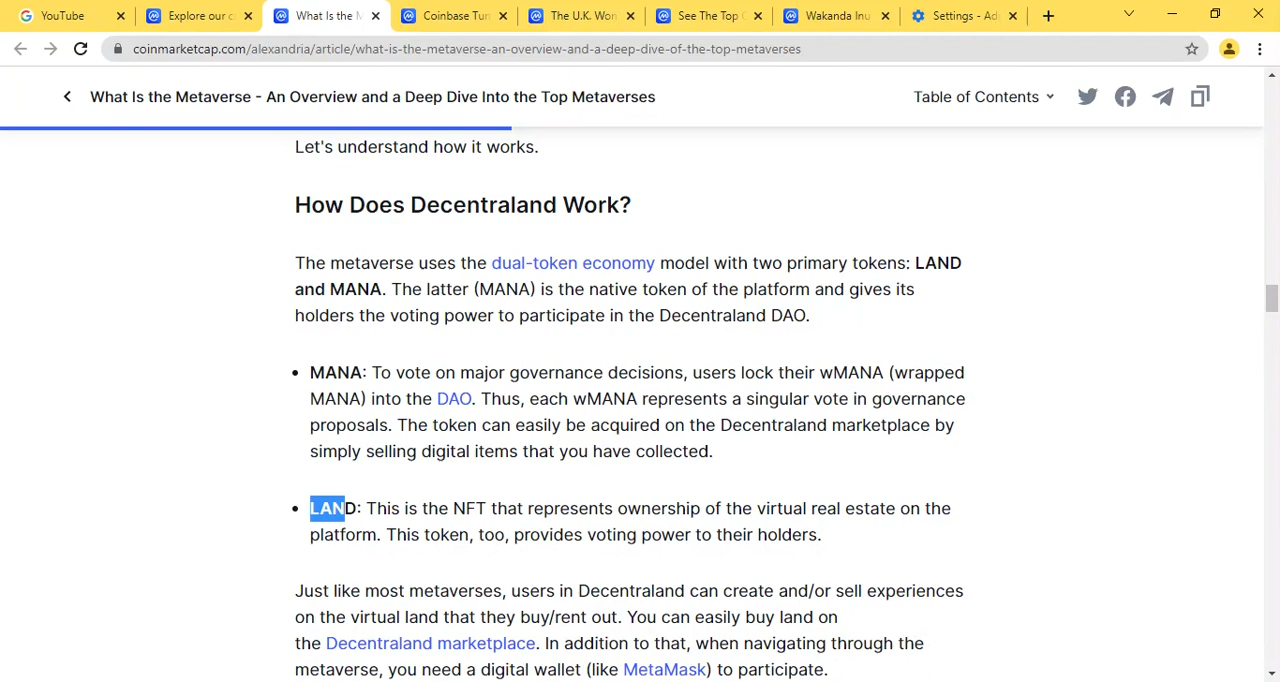 YouTube
Explore our c
What Is the M
Coinbase Tur
The U.K. Won
See The Top
Wakanda Inu
Settings - Ad
coinmarketcap.com/alexandria/article/what-is-the-metaverse-an-overview-and-a-deep-dive-of-the-top-metaverses
What Is the Metaverse - An Overview and a Deep Dive Into the Top Metaverses
Table of Contents
Let's understand how it works.
How Does Decentraland Work?
The metaverse uses the dual-token economy model with two primary tokens: LAND
and MANA. The latter (MANA) is the native token of the platform and gives its
holders the voting power to participate in the Decentraland DAO.
• MANA: To vote on major governance decisions, users lock their wMANA (wrapped
MANA) into the DAO. Thus, each wMANA represents a singular vote in governance
proposals. The token can easily be acquired on the Decentraland marketplace by
simply selling digital items that you have collected.
• LAND: This is the NFT that represents ownership of the virtual real estate on the
platform. This token, too, provides voting power to their holders.
Just like most metaverses, users in Decentraland can create and/or sell experiences
on the virtual land that they buy/rent out. You can easily buy land on
the Decentraland marketplace. In addition to that, when navigating through the
metaverse, you need a digital wallet (like MetaMask) to participate.